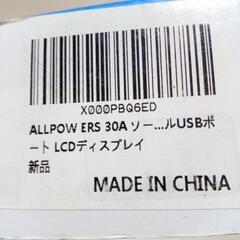 X000PBQ6ED
ALLPOW ERS 30A ソー...ルUSBポ
ート LCDディスプレイ
新品
MADE IN CHINA